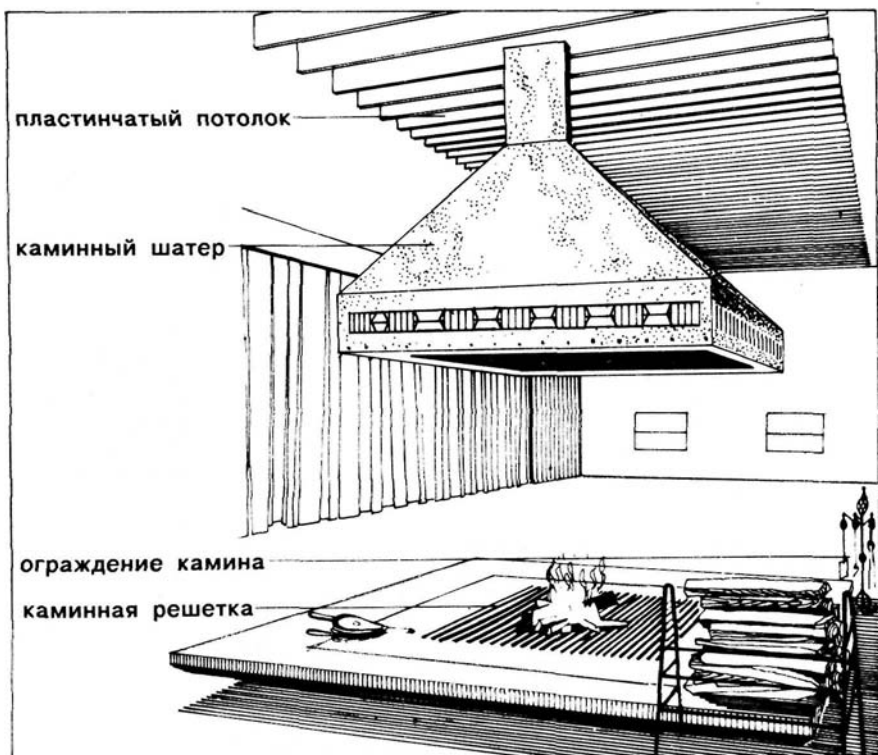 пластинчатый потолок
каминный шатер
ограждение камина
каминная решетка